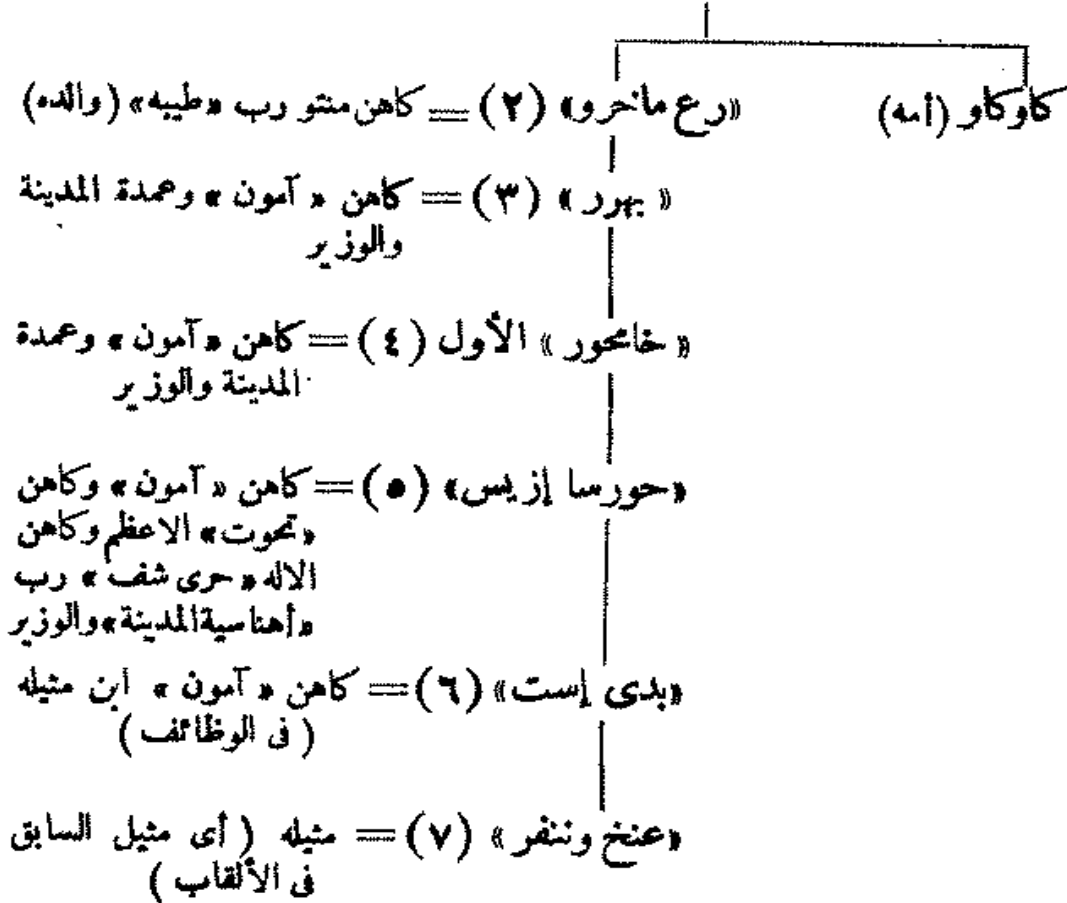 كاوكاو (أمه) «رع ماخرو» (٢) = كاهن منتو رب «طيبه» (والده)
« بهرر » (٣) = كاهن « آمون » وعمدة المدينة
والوزير
« خامحور » الأول (٤) = كاهن « آمون » وعمدة
المدينة والوزير
«حورسا إزيس» (٥) = كاهن « آمون » وكاهن
«تحوت» الاعظم وكاهن
الاله « حرى شف » رب
«أهناسية المدينة» والوزير
«بدى إست» (٦) = كاهن « آمون » ابن مثيله
( فى الوظائف )
«عنخ وننفر» (٧) = مثيله ( أى مثيل السابق
فى الألقاب )